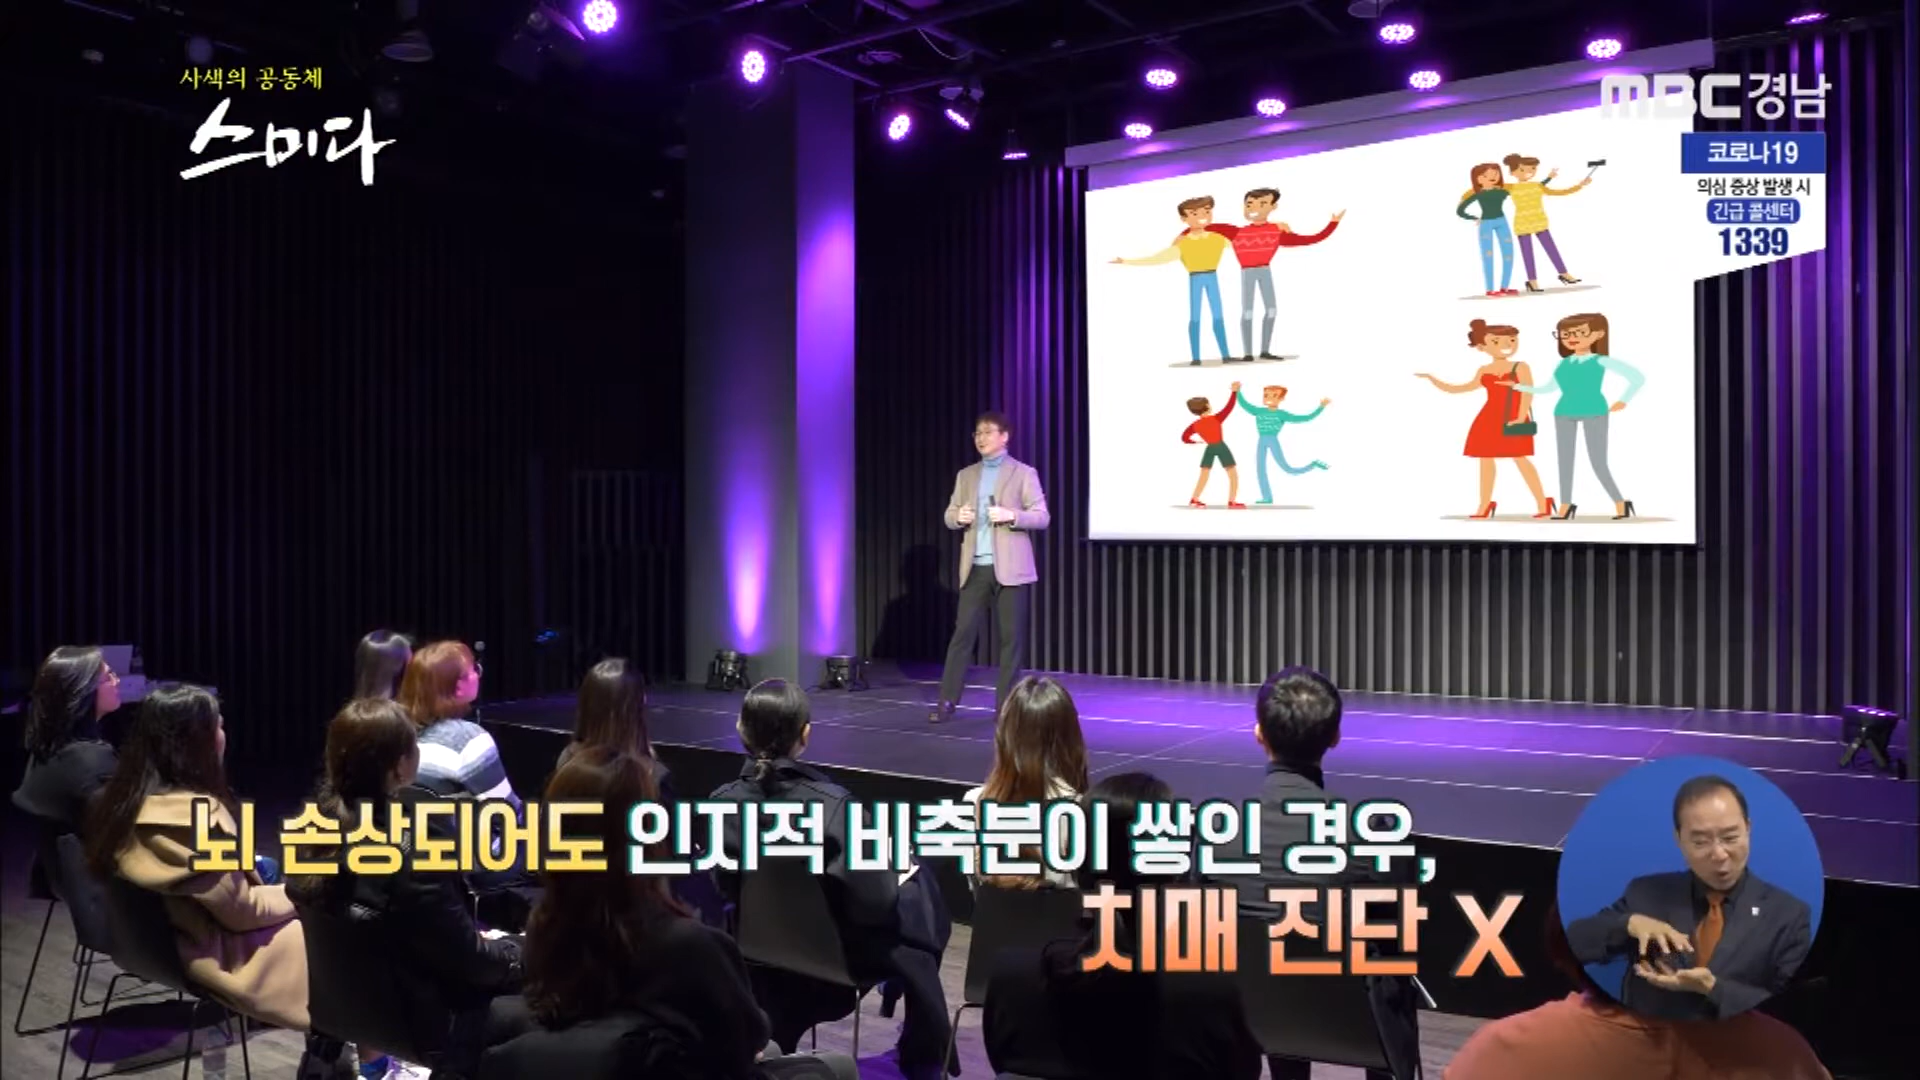 사색의 공동체
스미다
MBC경남
코로나19
의심 증상 발생 시
긴급 콜센터
1339
뇌 손상되어도 인지적 비축분이 쌓인 경우,
치매 진단 X